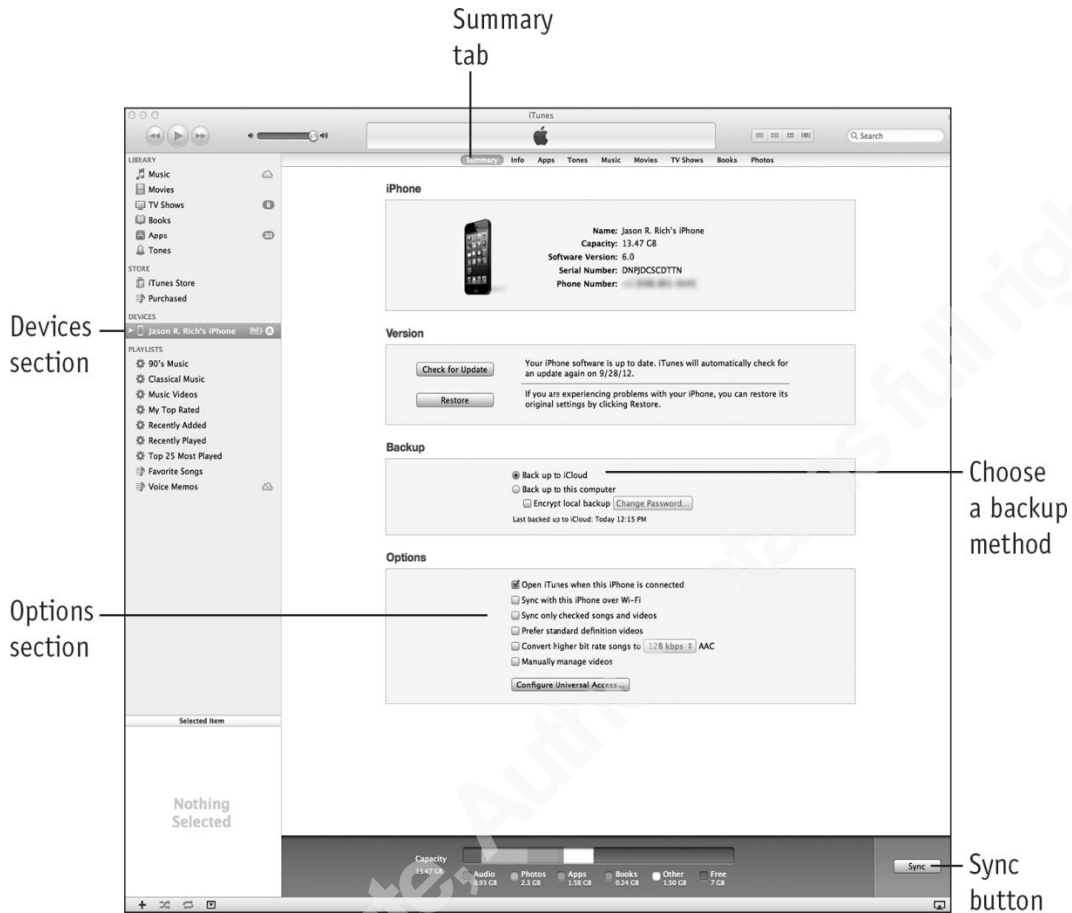 Summary
tab
iTunes
Search
LIBRARY
Music
Movies
TV Shows
Books
Apps
Tones
STORE
iTunes Store
Purchased
DEVICES
Jason R. Rich's iPhone
PLAYLISTS
90's Music
Classical Music
Music Videos
My Top Rated
Recently Added
Recently Played
Top 25 Most Played
Favorite Songs
Voice Memos
Selected Item
Nothing
Selected
Devices
section
Options
section
Summary Info Apps Tones Music Movies TV Shows Books Photos
iPhone
Name: Jason R. Rich's iPhone
Capacity: 13.47 GB
Software Version: 6.0
Serial Number: DNPJDCSCDTTN
Phone Number:
Version
Check for Update
Your iPhone software is up to date. iTunes will automatically check for
an update again on 9/28/12.
Restore
If you are experiencing problems with your iPhone, you can restore its
original settings by clicking Restore.
Backup
Back up to iCloud
Back up to this computer
Encrypt local backup Change Password...
Last backed up to iCloud: Today 12:15 PM
Choose
a backup
method
Options
Open iTunes when this iPhone is connected
Sync with this iPhone over Wi-Fi
Sync only checked songs and videos
Prefer standard definition videos
Convert higher bit rate songs to 128 kbps AAC
Manually manage videos
Configure Universal Access...
Capacity
13.47 GB
Audio
0.93 GB
Photos
2.3 GB
Apps
1.58 GB
Books
0.24 GB
Other
1.50 GB
Free
7 GB
Sync
Sync
button
Author retains full